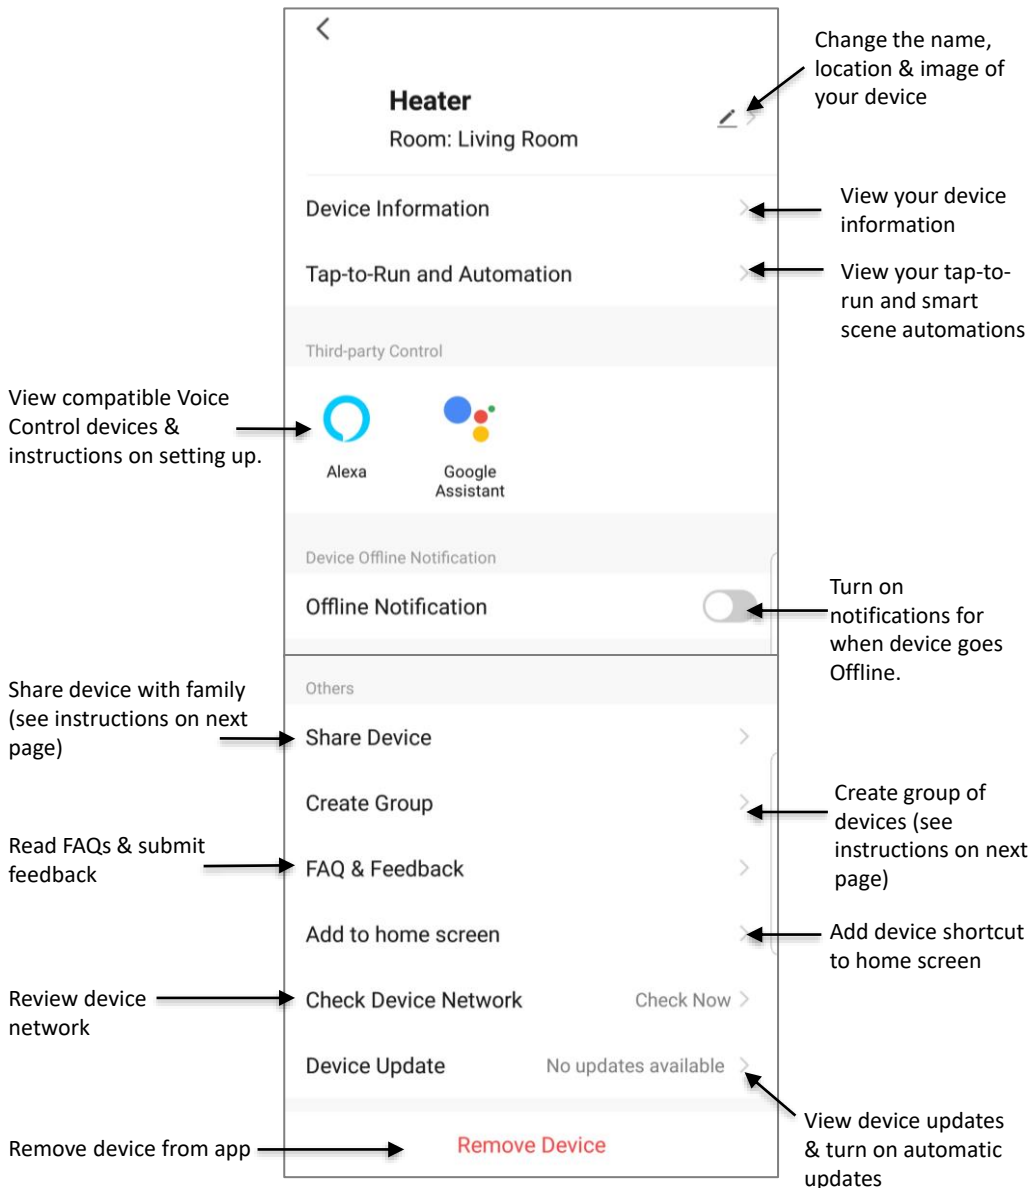 Change the name,
location & image of
your device
Heater
Room: Living Room
Device Information
View your device
information
Tap-to-Run and Automation
View your tap-to-
run and smart
scene automations
Third-party Control
View compatible Voice
Control devices &
instructions on setting up.
Alexa
Google
Assistant
Device Offline Notification
Offline Notification
Turn on
notifications for
when device goes
Offline.
Others
Share device with family
(see instructions on next
page)
Share Device
Create Group
Create group of
devices (see
instructions on next
page)
Read FAQs & submit
feedback
FAQ & Feedback
Add to home screen
Add device shortcut
to home screen
Review device
network
Check Device Network
Check Now
Device Update
No updates available
View device updates
& turn on automatic
updates
Remove device from app
Remove Device